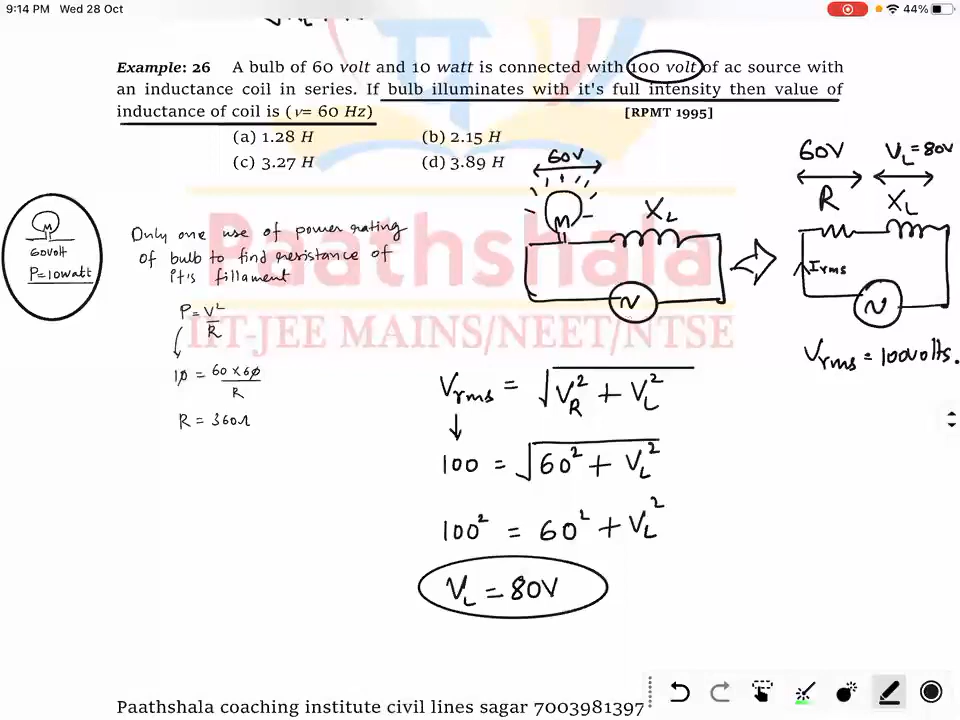 9:14 PM Wed 28 Oct
44%
Example: 26 A bulb of 60 volt and 10 watt is connected with 100 volt of ac source with
an inductance coil in series. If bulb illuminates with it's full intensity then value of
inductance of coil is (ν= 60 Hz) [RPMT 1995]
(a) 1.28 H (b) 2.15 H
(c) 3.27 H (d) 3.89 H
60V
X_L
60V V_L = 80V
R X_L
I_rms
V_rms = 100volts.
60volt
P=10watt
Only one use of power rating
of bulb to find resistance of
it's fillament
P = V²/R
10 = 60 × 60 / R
R = 360Ω
V_rms = √(V_R² + V_L²)
100 = √(60² + V_L²)
100² = 60² + V_L²
V_L = 80V
Paathshala
IIT-JEE MAINS/NEET/NTSE
Paathshala coaching institute civil lines sagar 7003981397